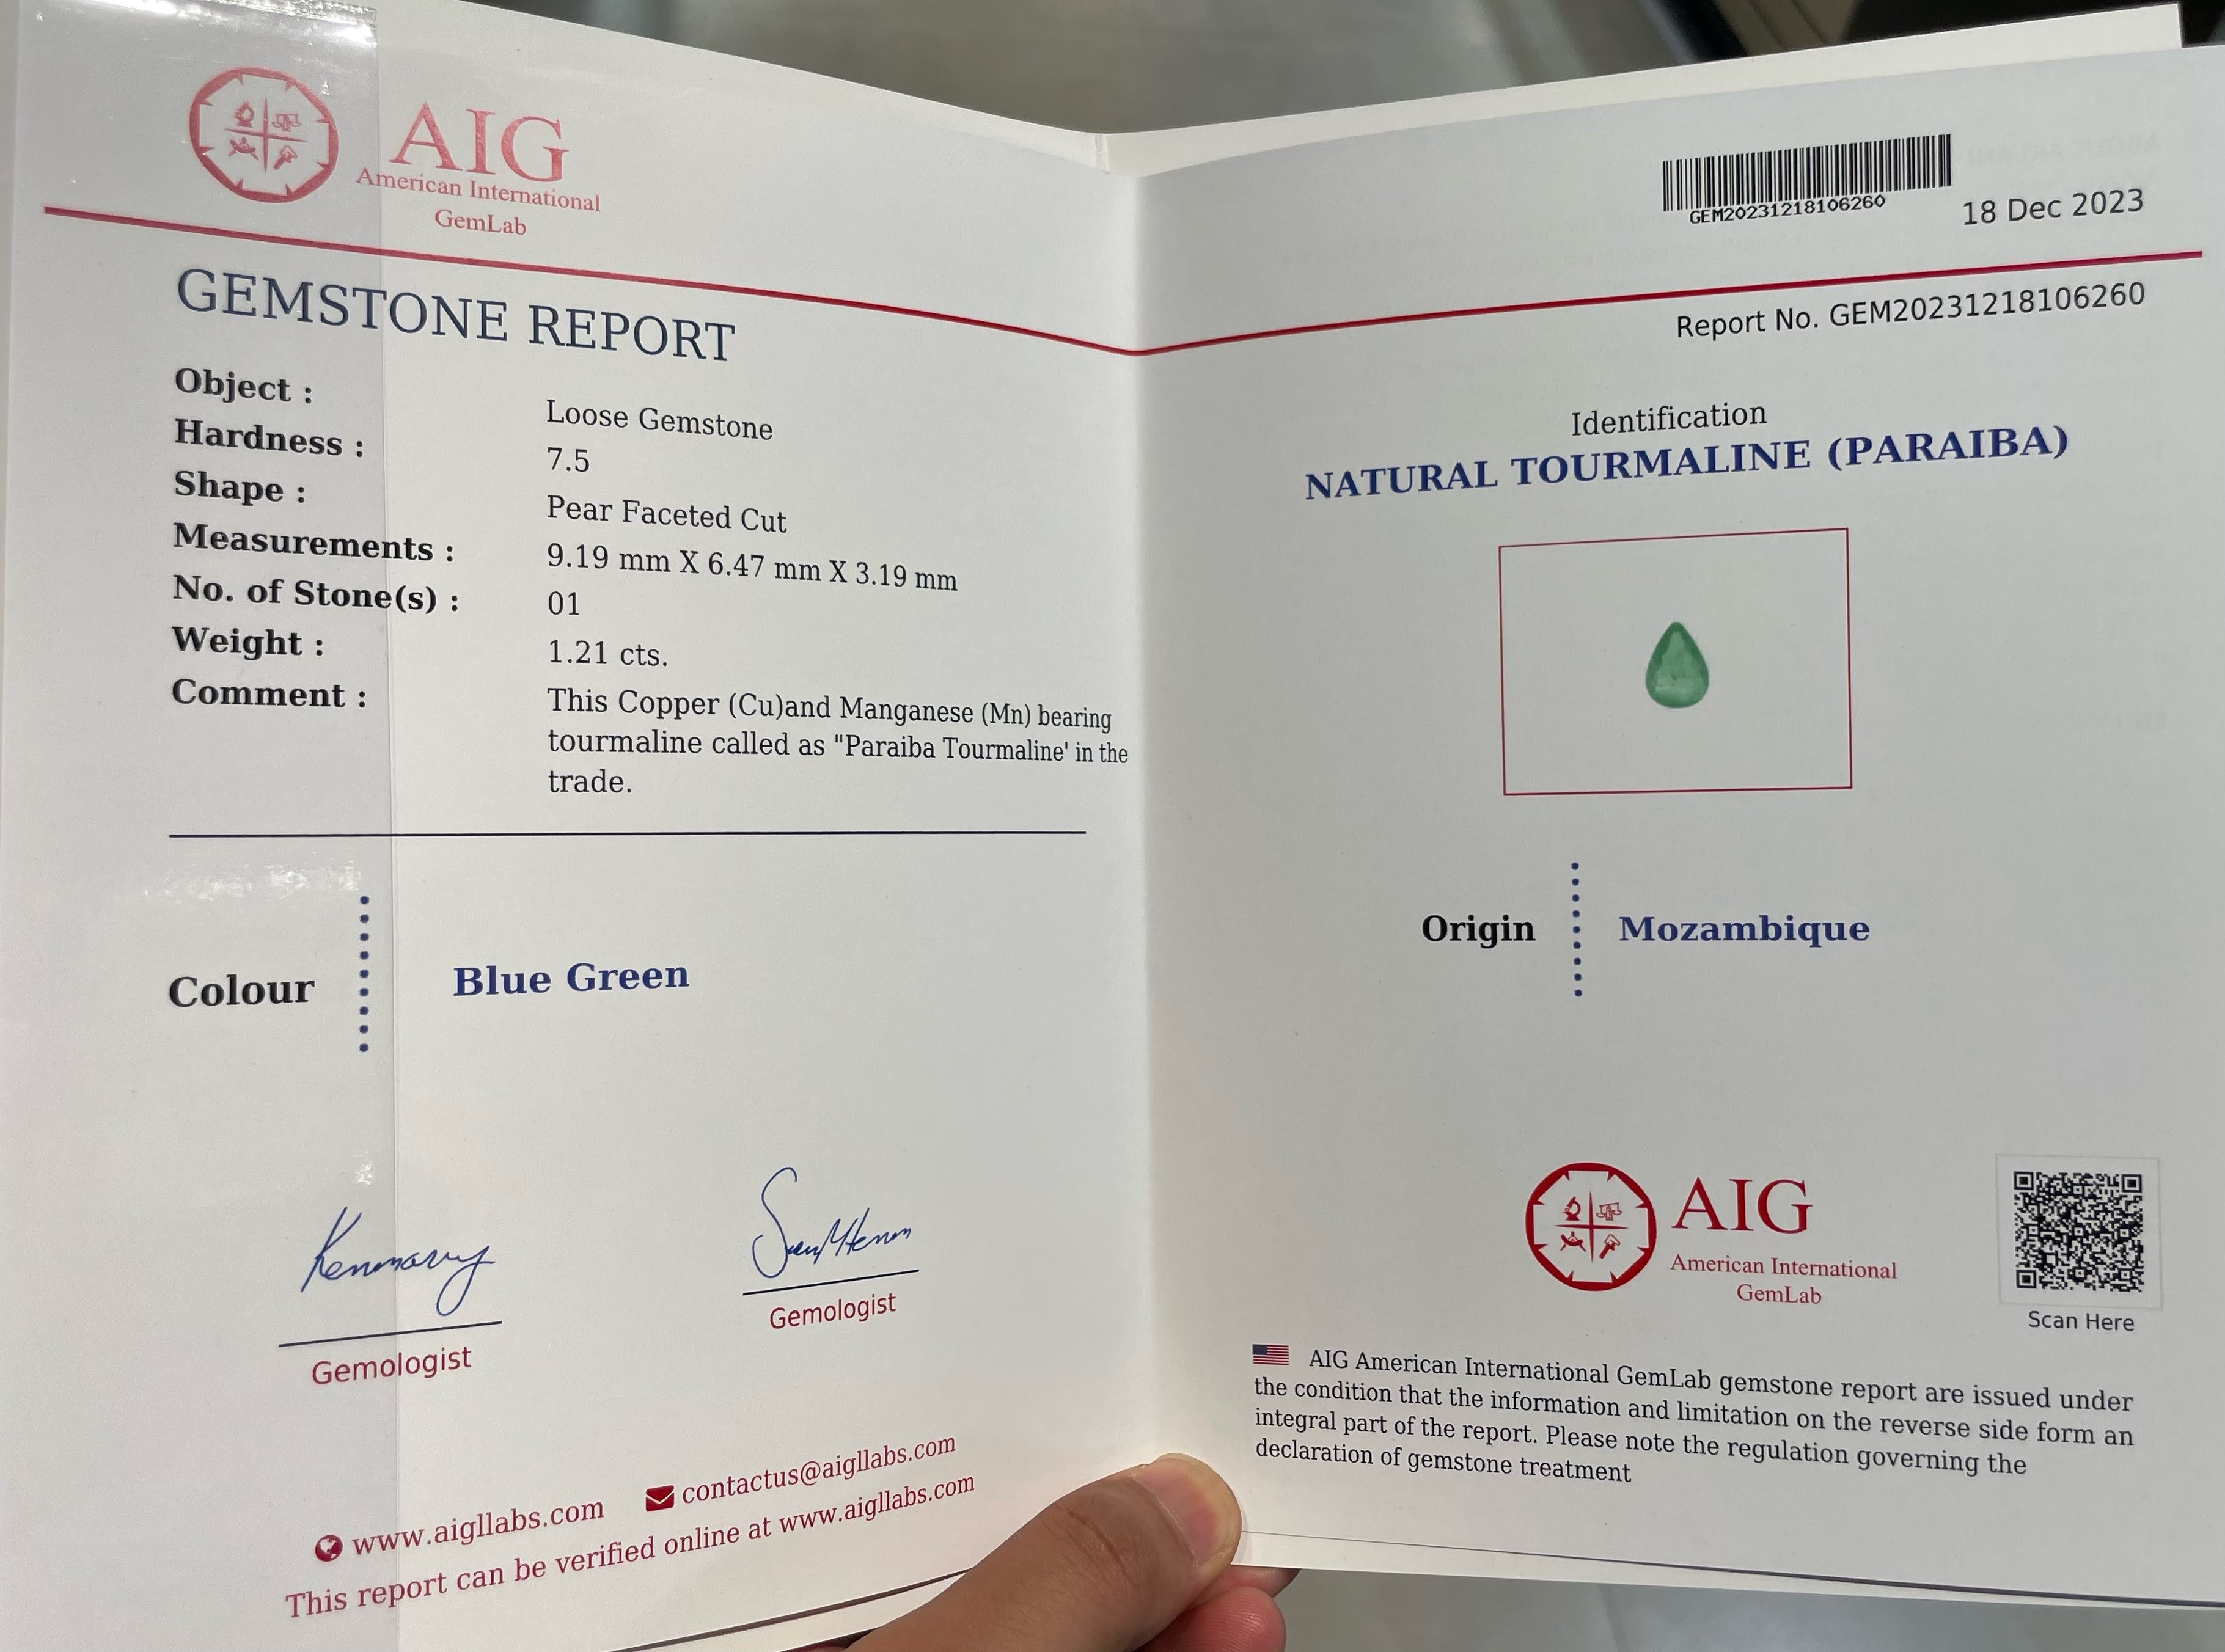 AIG
American International
GemLab
GEMSTONE REPORT
Object : Loose Gemstone
Hardness : 7.5
Shape : Pear Faceted Cut
Measurements : 9.19 mm X 6.47 mm X 3.19 mm
No. of Stone(s) : 01
Weight : 1.21 cts.
Comment : This Copper (Cu)and Manganese (Mn) bearing
tourmaline called as "Paraiba Tourmaline' in the
trade.
Colour Blue Green
Gemologist
Gemologist
www.aigllabs.com contactus@aigllabs.com
This report can be verified online at www.aigllabs.com
GEM20231218106260
18 Dec 2023
Report No. GEM20231218106260
Identification
NATURAL TOURMALINE (PARAIBA)
Origin Mozambique
AIG
American International
GemLab
Scan Here
AIG American International GemLab gemstone report are issued under
the condition that the information and limitation on the reverse side form an
integral part of the report. Please note the regulation governing the
declaration of gemstone treatment